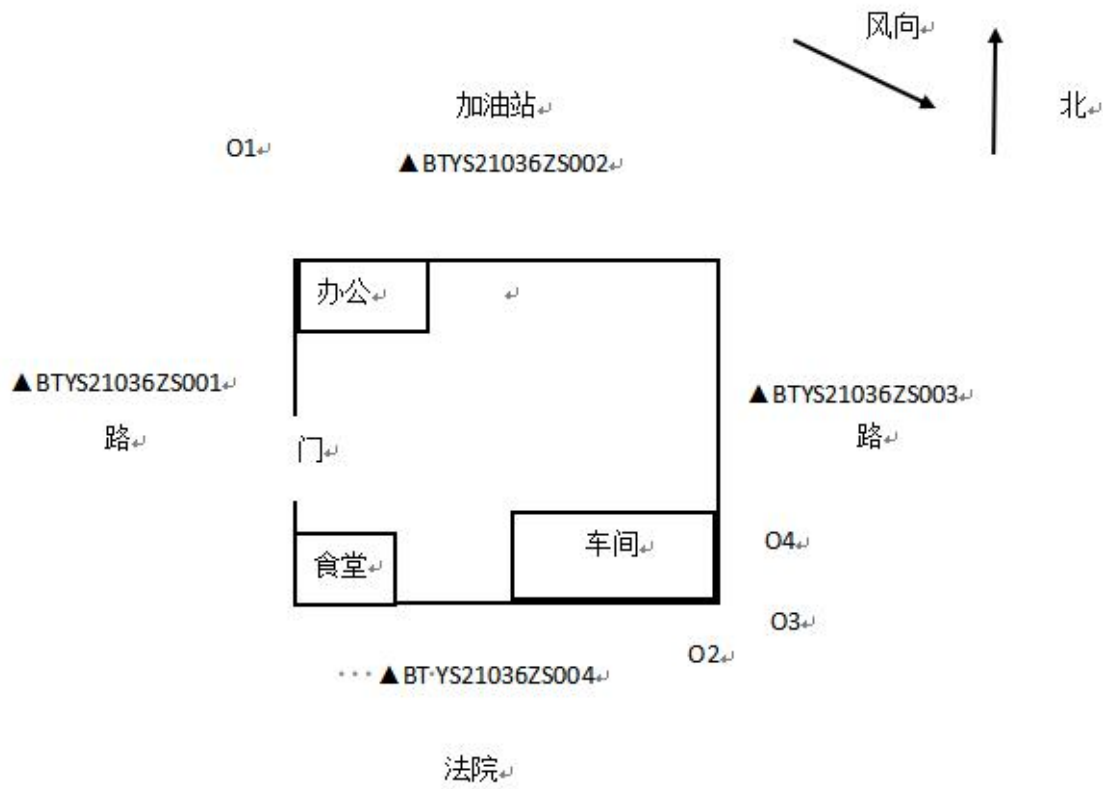 风向
北
加油站
O1
▲BTYS21036ZS002
办公
▲BTYS21036ZS001
▲BTYS21036ZS003
路
路
门
车间
O4
食堂
O3
O2
▲BT·YS21036ZS004
法院